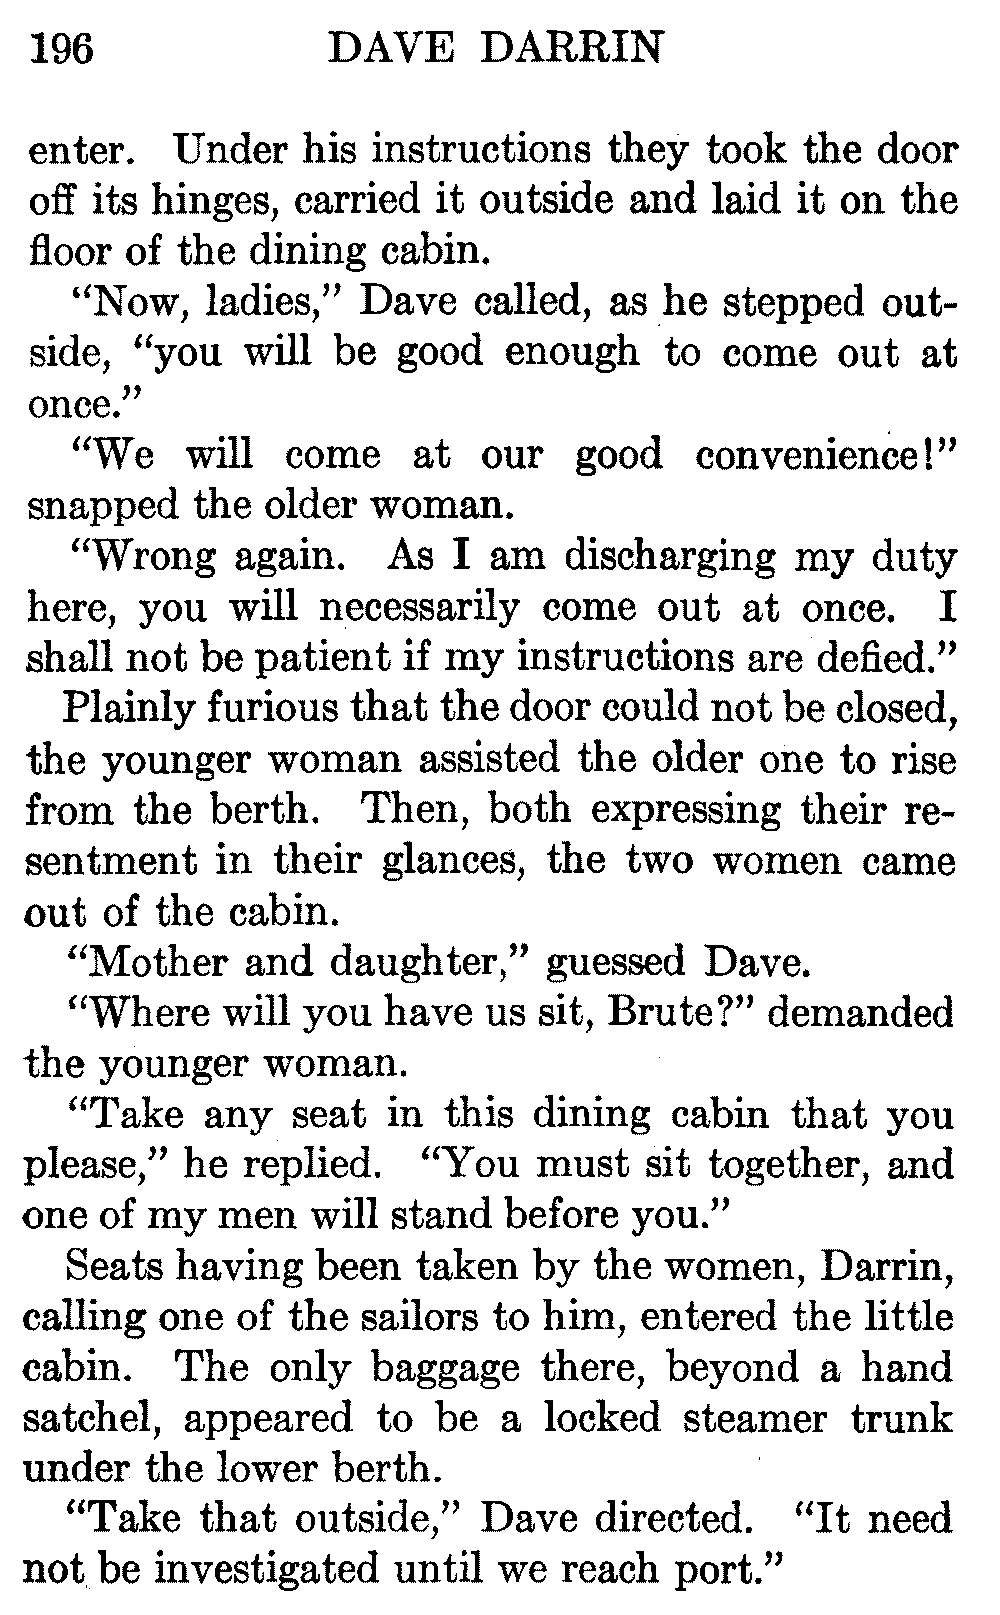 196 DAVE DARRIN
enter. Under his instructions they took the door
off its hinges, carried it outside and laid it on the
floor of the dining cabin.
“Now, ladies,” Dave called, as he stepped out-
side, “you will be good enough to come out at
once.”
“We will come at our good convenience!”
snapped the older woman.
“Wrong again. As I am discharging my duty
here, you will necessarily come out at once. I
shall not be patient if my instructions are defied.”
Plainly furious that the door could not be closed,
the younger woman assisted the older one to rise
from the berth. Then, both expressing their re-
sentment in their glances, the two women came
out of the cabin.
“Mother and daughter,” guessed Dave.
“Where will you have us sit, Brute?” demanded
the younger woman.
“Take any seat in this dining cabin that you
please,” he replied. “You must sit together, and
one of my men will stand before you.”
Seats having been taken by the women, Darrin,
calling one of the sailors to him, entered the little
cabin. The only baggage there, beyond a hand
satchel, appeared to be a locked steamer trunk
under the lower berth.
“Take that outside,” Dave directed. “It need
not be investigated until we reach port.”